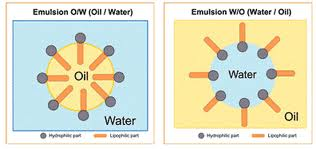 Emulsion O/W (Oil / Water)
Oil
Water
Hydrophilic part
Lipophilic part
Emulsion W/O (Water / Oil)
Water
Oil
Hydrophilic part
Lipophilic part